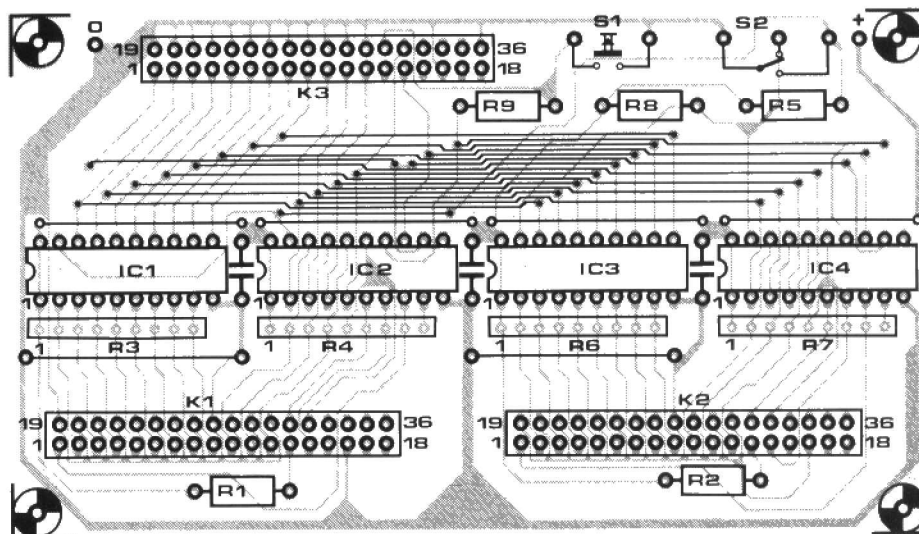 0 S1 S2 +
19 36
1 18
K3
R9 R8 R5
IC1 IC2 IC3 IC4
1 1 1 1
1 R3 1 R4 1 R6 1 R7
K1 K2
19 36 19 36
1 18 1 18
R1 R2